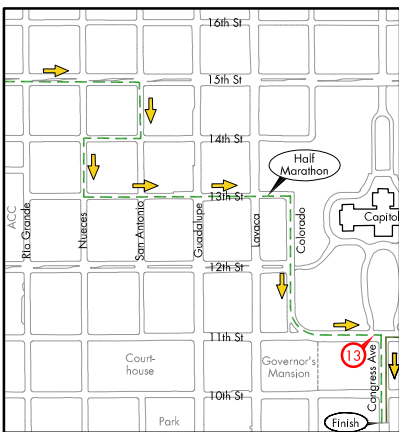 16th St
15th St
14th St
Half
Marathon
13th St
ACC
Rio Grande
Nueces
San Antonio
Guadalupe
Lavaca
Colorado
Capitol
12th St
11th St
13
Court-
house
Governor's
Mansion
Congress Ave
10th St
Park
Finish